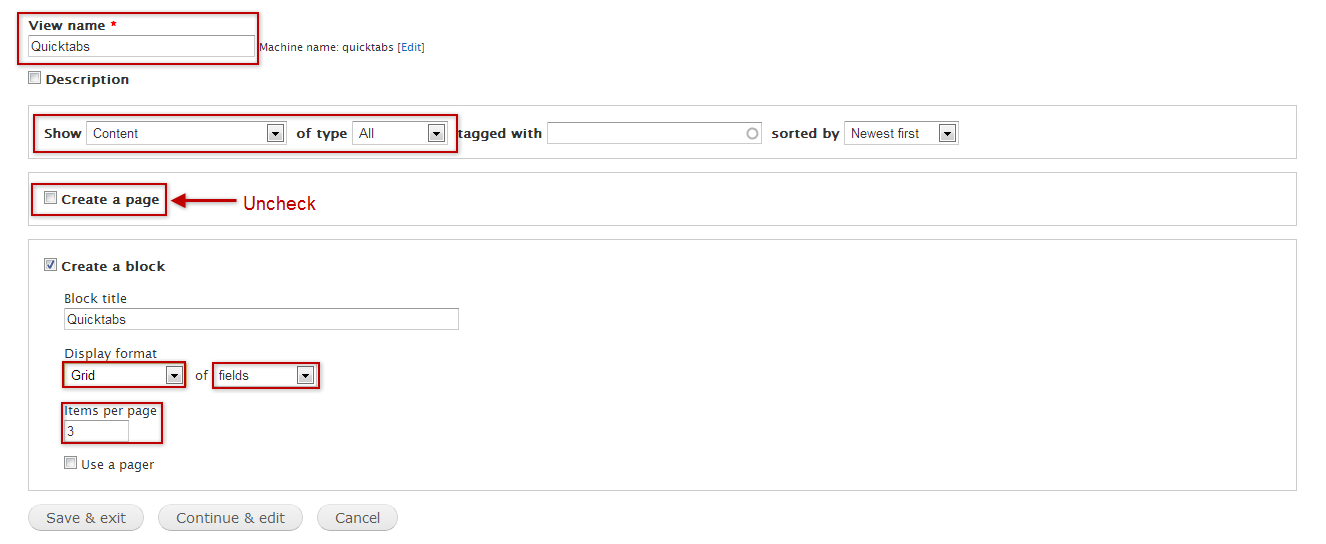 View name *
Quicktabs Machine name: quicktabs [Edit]
Description
Show Content of type All tagged with sorted by Newest first
Create a page Uncheck
Create a block
Block title
Quicktabs
Display format
Grid of fields
Items per page
3
Use a pager
Save & exit Continue & edit Cancel